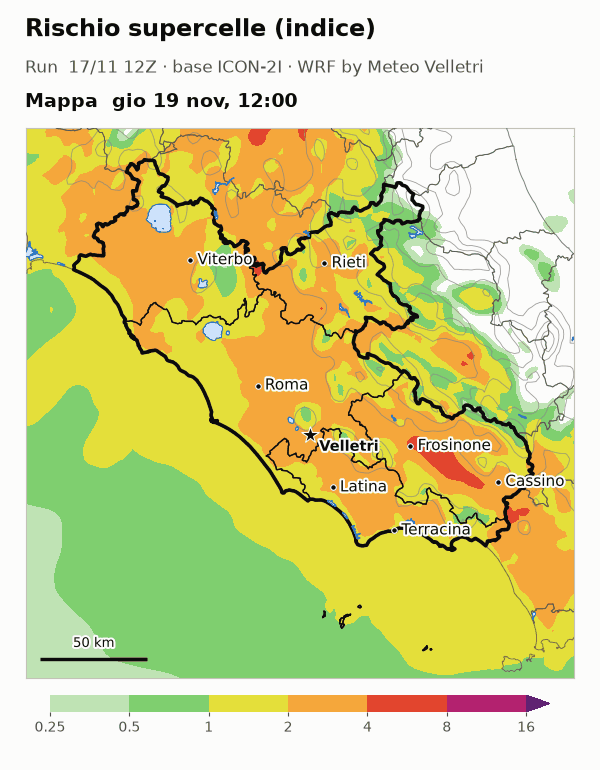 Rischio supercelle (indice)
Run  17/11 12Z · base ICON-2I · WRF by Meteo Velletri
Mappa  gio 19 nov, 12:00
Viterbo
Rieti
Roma
Velletri
Frosinone
Cassino
Latina
Terracina
50 km
0.25 0.5 1 2 4 8 16